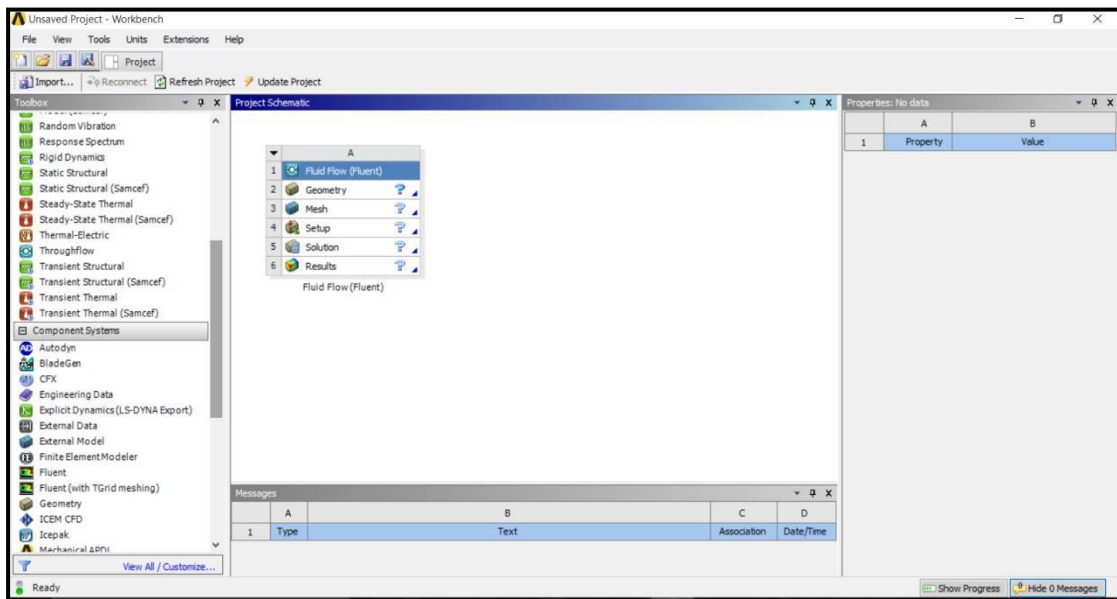 Unsaved Project - Workbench
File View Tools Units Extensions Help
Project
Import... Reconnect Refresh Project Update Project
Toolbox
Random Vibration
Response Spectrum
Rigid Dynamics
Static Structural
Static Structural (Samcef)
Steady-State Thermal
Steady-State Thermal (Samcef)
Thermal-Electric
Throughflow
Transient Structural
Transient Structural (Samcef)
Transient Thermal
Transient Thermal (Samcef)
Component Systems
Autodyn
BladeGen
CFX
Engineering Data
Explicit Dynamics (LS-DYNA Export)
External Data
External Model
Finite Element Modeler
Fluent
Fluent (with TGrid meshing)
Geometry
ICEM CFD
Icepak
Mechanical APDL
View All / Customize...
Project Schematic
A
1 Fluid Flow (Fluent)
2 Geometry ?
3 Mesh ?
4 Setup ?
5 Solution ?
6 Results ?
Fluid Flow (Fluent)
Messages
A B C D
1 Type Text Association Date/Time
Properties: No data
A B
1 Property Value
Ready
Show Progress Hide 0 Messages